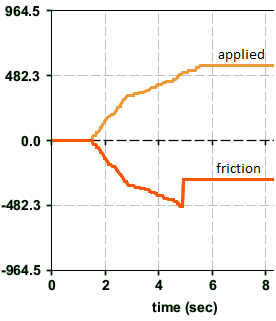 964.5
applied
482.3
0.0
friction
-482.3
-964.5
0 2 4 6 8
time (sec)